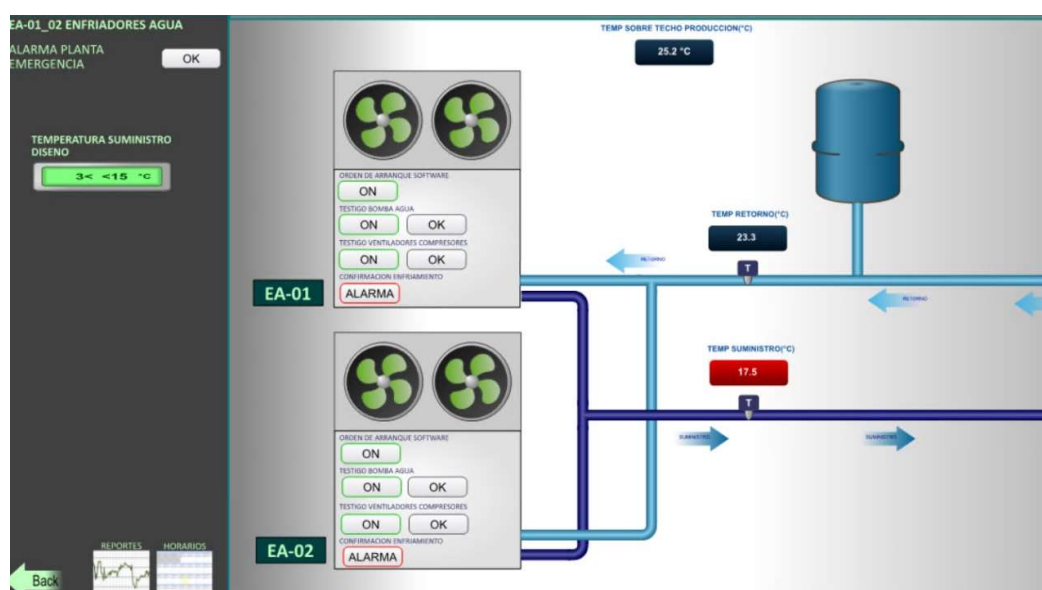 EA-01_02 ENFRIADORES AGUA
ALARMA PLANTA
EMERGENCIA
OK
TEMPERATURA SUMINISTRO
DISENO
3< <15 °C
REPORTES
HORARIOS
Back
TEMP SOBRE TECHO PRODUCCION(°C)
25.2 °C
ORDEN DE ARRANQUE SOFTWARE
ON
TESTIGO BOMBA AGUA
ON
OK
TESTIGO VENTILADORES COMPRESORES
ON
OK
CONFIRMACION ENFRIAMIENTO
ALARMA
EA-01
ORDEN DE ARRANQUE SOFTWARE
ON
TESTIGO BOMBA AGUA
ON
OK
TESTIGO VENTILADORES COMPRESORES
ON
OK
CONFIRMACION ENFRIAMIENTO
ALARMA
EA-02
TEMP RETORNO(°C)
23.3
T
RETORNO
RETORNO
TEMP SUMINISTRO(°C)
17.5
T
SUMINISTRO
SUMINISTRO